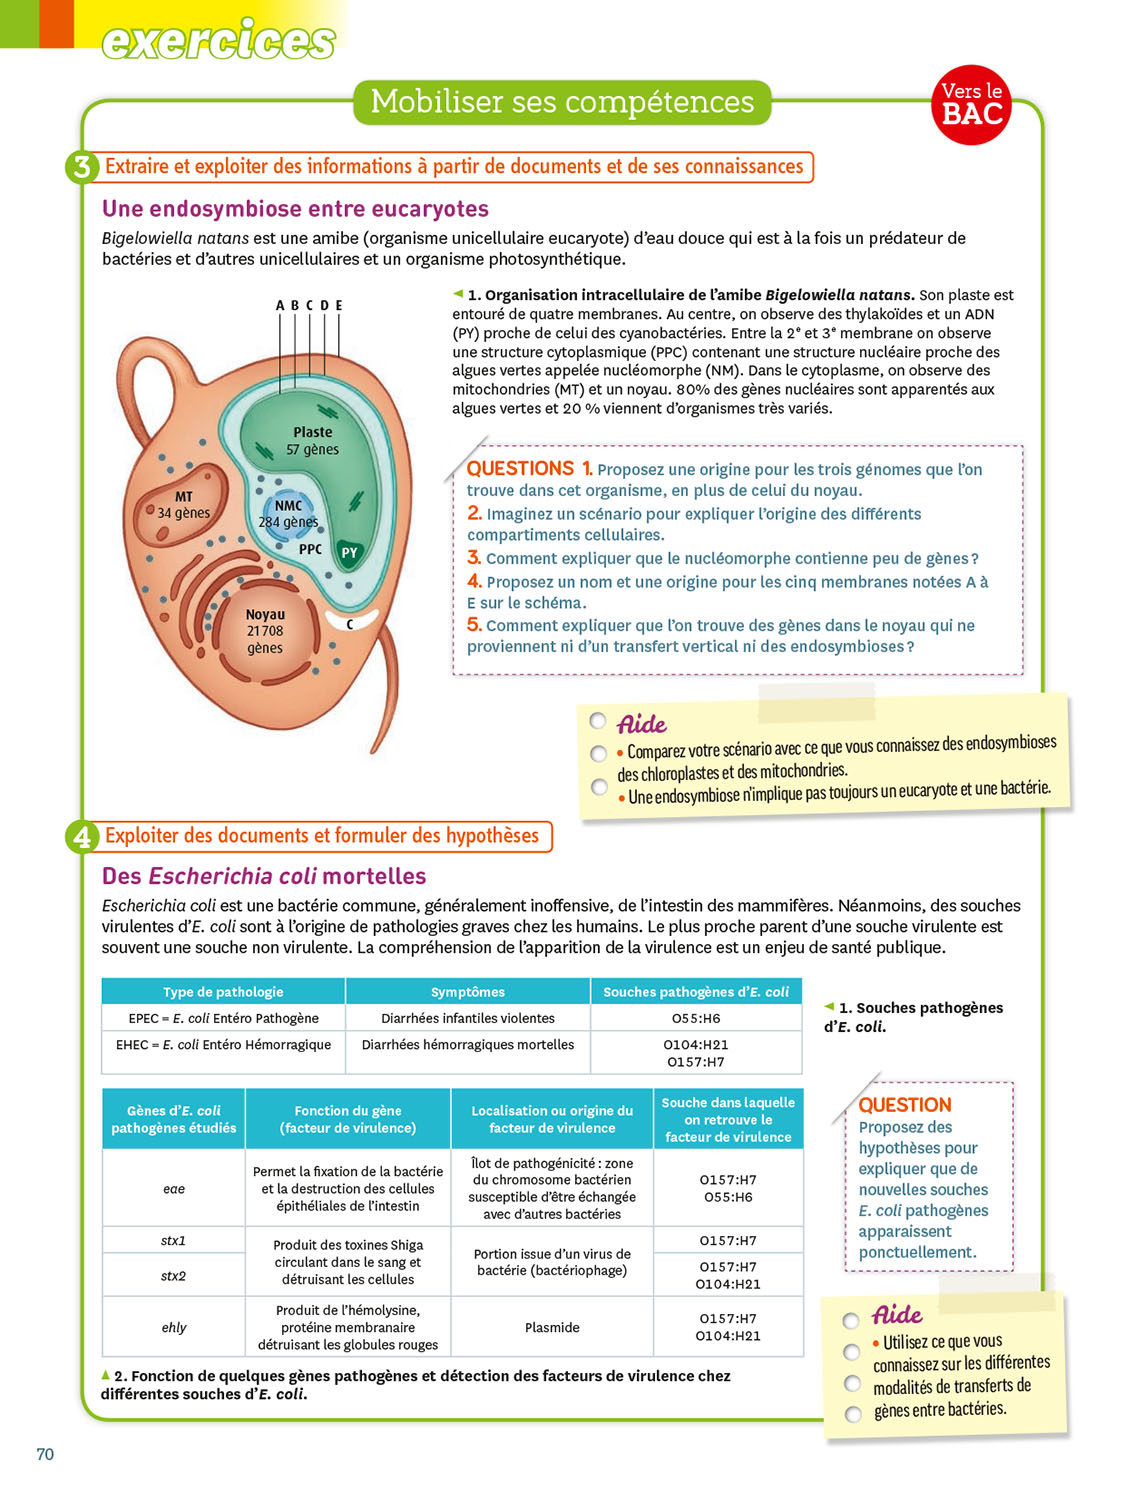 exercices
Mobiliser ses compétences
Vers le
BAC
3 Extraire et exploiter des informations à partir de documents et de ses connaissances
Une endosymbiose entre eucaryotes
Bigelowiella natans est une amibe (organisme unicellulaire eucaryote) d'eau douce qui est à la fois un prédateur de
bactéries et d'autres unicellulaires et un organisme photosynthétique.
A B C D E
Plaste
57 gènes
MT
34 gènes
NMC
284 gènes
PPC
PY
Noyau
21 708
gènes
C
◄ 1. Organisation intracellulaire de l'amibe Bigelowiella natans. Son plaste est
entouré de quatre membranes. Au centre, on observe des thylakoïdes et un ADN
(PY) proche de celui des cyanobactéries. Entre la 2e et 3e membrane on observe
une structure cytoplasmique (PPC) contenant une structure nucléaire proche des
algues vertes appelée nucléomorphe (NM). Dans le cytoplasme, on observe des
mitochondries (MT) et un noyau. 80% des gènes nucléaires sont apparentés aux
algues vertes et 20 % viennent d'organismes très variés.
QUESTIONS 1. Proposez une origine pour les trois génomes que l'on
trouve dans cet organisme, en plus de celui du noyau.
2. Imaginez un scénario pour expliquer l'origine des différents
compartiments cellulaires.
3. Comment expliquer que le nucléomorphe contienne peu de gènes ?
4. Proposez un nom et une origine pour les cinq membranes notées A à
E sur le schéma.
5. Comment expliquer que l'on trouve des gènes dans le noyau qui ne
proviennent ni d'un transfert vertical ni des endosymbioses ?
Aide
• Comparez votre scénario avec ce que vous connaissez des endosymbioses
des chloroplastes et des mitochondries.
• Une endosymbiose n'implique pas toujours un eucaryote et une bactérie.
4 Exploiter des documents et formuler des hypothèses
Des Escherichia coli mortelles
Escherichia coli est une bactérie commune, généralement inoffensive, de l'intestin des mammifères. Néanmoins, des souches
virulentes d'E. coli sont à l'origine de pathologies graves chez les humains. Le plus proche parent d'une souche virulente est
souvent une souche non virulente. La compréhension de l'apparition de la virulence est un enjeu de santé publique.
Type de pathologie Symptômes Souches pathogènes d'E. coli
EPEC = E. coli Entéro Pathogène Diarrhées infantiles violentes O55:H6
EHEC = E. coli Entéro Hémorragique Diarrhées hémorragiques mortelles O104:H21
O157:H7
◄ 1. Souches pathogènes
d'E. coli.
Gènes d'E. coli
pathogènes étudiés
Fonction du gène
(facteur de virulence)
Localisation ou origine du
facteur de virulence
Souche dans laquelle
on retrouve le
facteur de virulence
eae
Permet la fixation de la bactérie
et la destruction des cellules
épithéliales de l'intestin
Îlot de pathogénicité : zone
du chromosome bactérien
susceptible d'être échangée
avec d'autres bactéries
O157:H7
O55:H6
stx1
Produit des toxines Shiga
circulant dans le sang et
détruisant les cellules
Portion issue d'un virus de
bactérie (bactériophage)
O157:H7
stx2
O157:H7
O104:H21
ehly
Produit de l'hémolysine,
protéine membranaire
détruisant les globules rouges
Plasmide
O157:H7
O104:H21
▲ 2. Fonction de quelques gènes pathogènes et détection des facteurs de virulence chez
différentes souches d'E. coli.
QUESTION
Proposez des
hypothèses pour
expliquer que de
nouvelles souches
E. coli pathogènes
apparaissent
ponctuellement.
Aide
• Utilisez ce que vous
connaissez sur les différentes
modalités de transferts de
gènes entre bactéries.
70